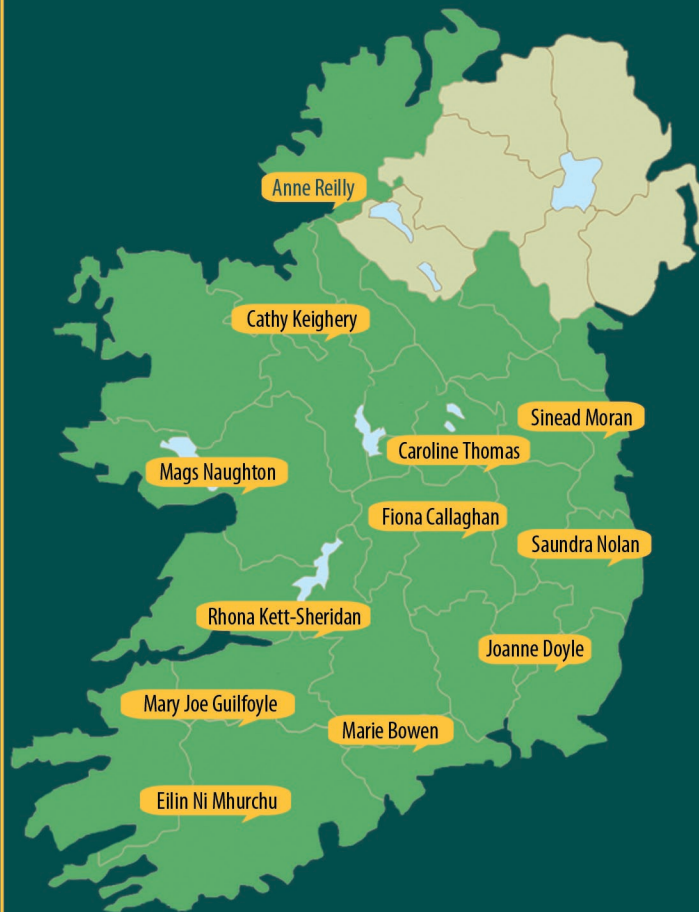 Anne Reilly
Cathy Keighery
Sinead Moran
Caroline Thomas
Mags Naughton
Fiona Callaghan
Saundra Nolan
Rhona Kett-Sheridan
Joanne Doyle
Mary Joe Guilfoyle
Marie Bowen
Eilin Ni Mhurchu